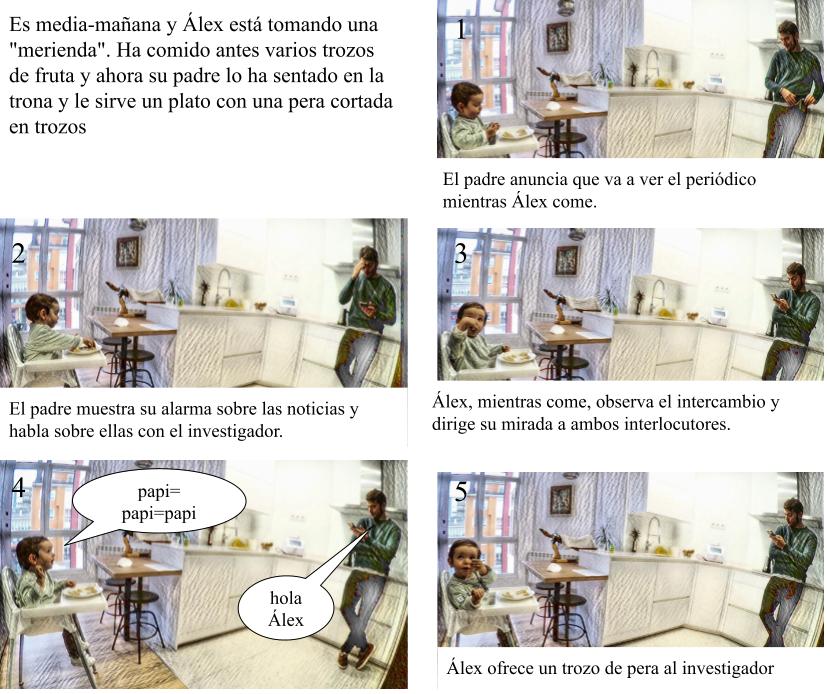 Es media-mañana y Álex está tomando una
"merienda". Ha comido antes varios trozos
de fruta y ahora su padre lo ha sentado en la
trona y le sirve un plato con una pera cortada
en trozos
1
El padre anuncia que va a ver el periódico
mientras Álex come.
2
El padre muestra su alarma sobre las noticias y
habla sobre ellas con el investigador.
3
Álex, mientras come, observa el intercambio y
dirige su mirada a ambos interlocutores.
4
papi=
papi=papi
hola
Álex
5
Álex ofrece un trozo de pera al investigador